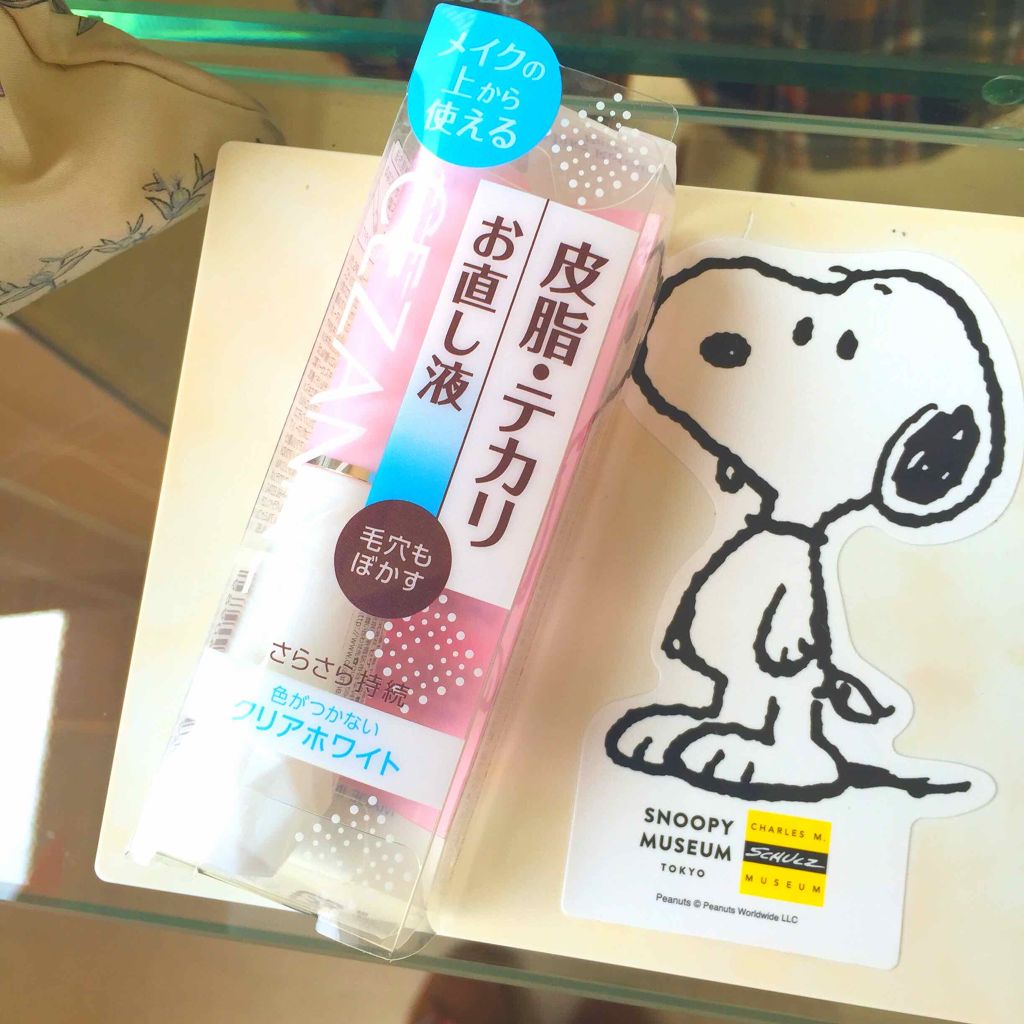 メイクの
上から
使える
CEZANNE
皮脂・テカリ
お直し液
毛穴も
ぼかす
さらさら持続
色がつかない
クリアホワイト
SNOOPY
MUSEUM
TOKYO
CHARLES M.
SCHULZ
MUSEUM
Peanuts © Peanuts Worldwide LLC